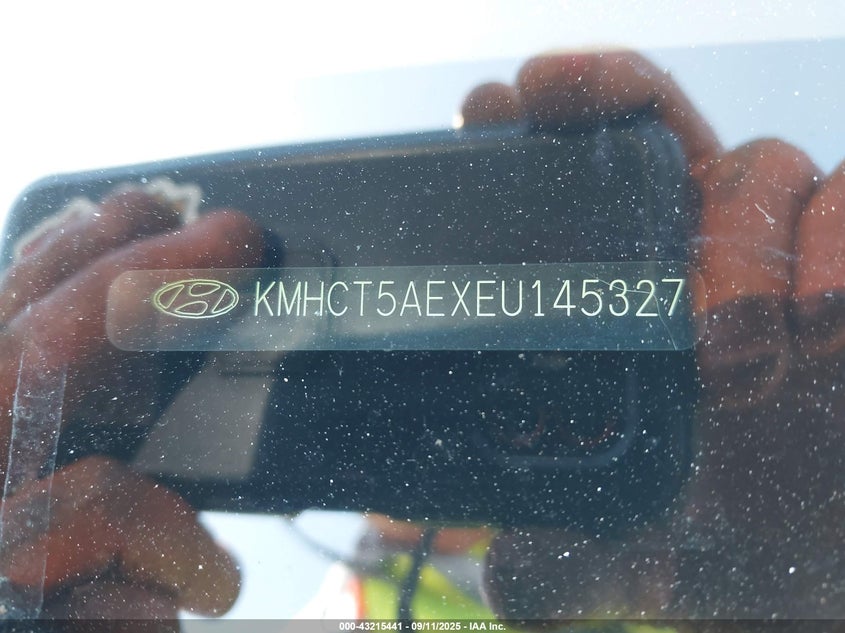 KMHCT5AEXEU145327
000-43215441 - 09/11/2025 - IAA Inc.